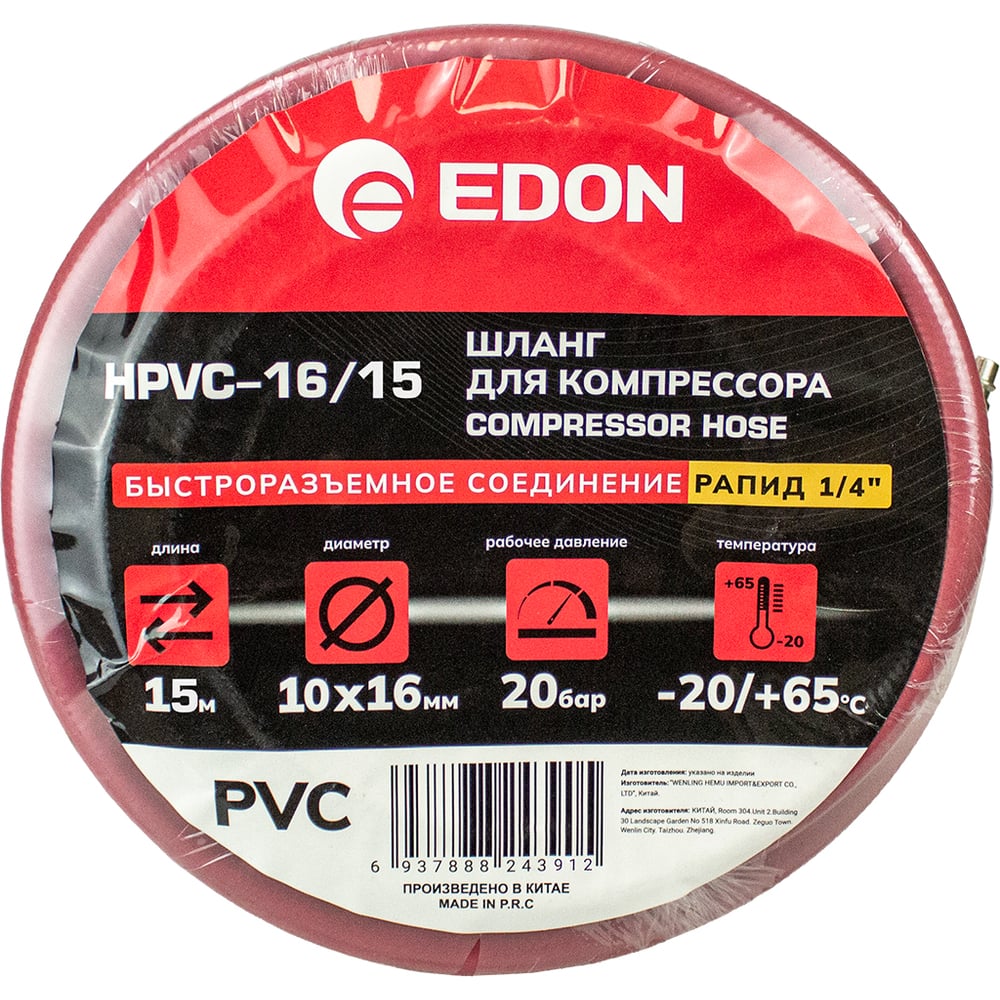 EDON
HPVC-16/15
ШЛАНГ
ДЛЯ КОМПРЕССОРА
COMPRESSOR HOSE
БЫСТРОРАЗЪЕМНОЕ СОЕДИНЕНИЕ РАПИД 1/4"
длина
диаметр
рабочее давление
температура
+65
-20
15м
10х16мм
20бар
-20/+65°С
PVC
6 937888 243912
ПРОИЗВЕДЕНО В КИТАЕ
MADE IN P.R.C
Дата изготовления: указано на изделии
Изготовитель: "WENLING HEMU IMPORT&EXPORT CO.,
LTD", Китай.
Адрес изготовителя: КИТАЙ, Room 304.Unit 2.Building
30 Landscape Garden No 518 Xinfu Road. Zeguo Town.
Wenlin City. Taizhou. Zhejiang.